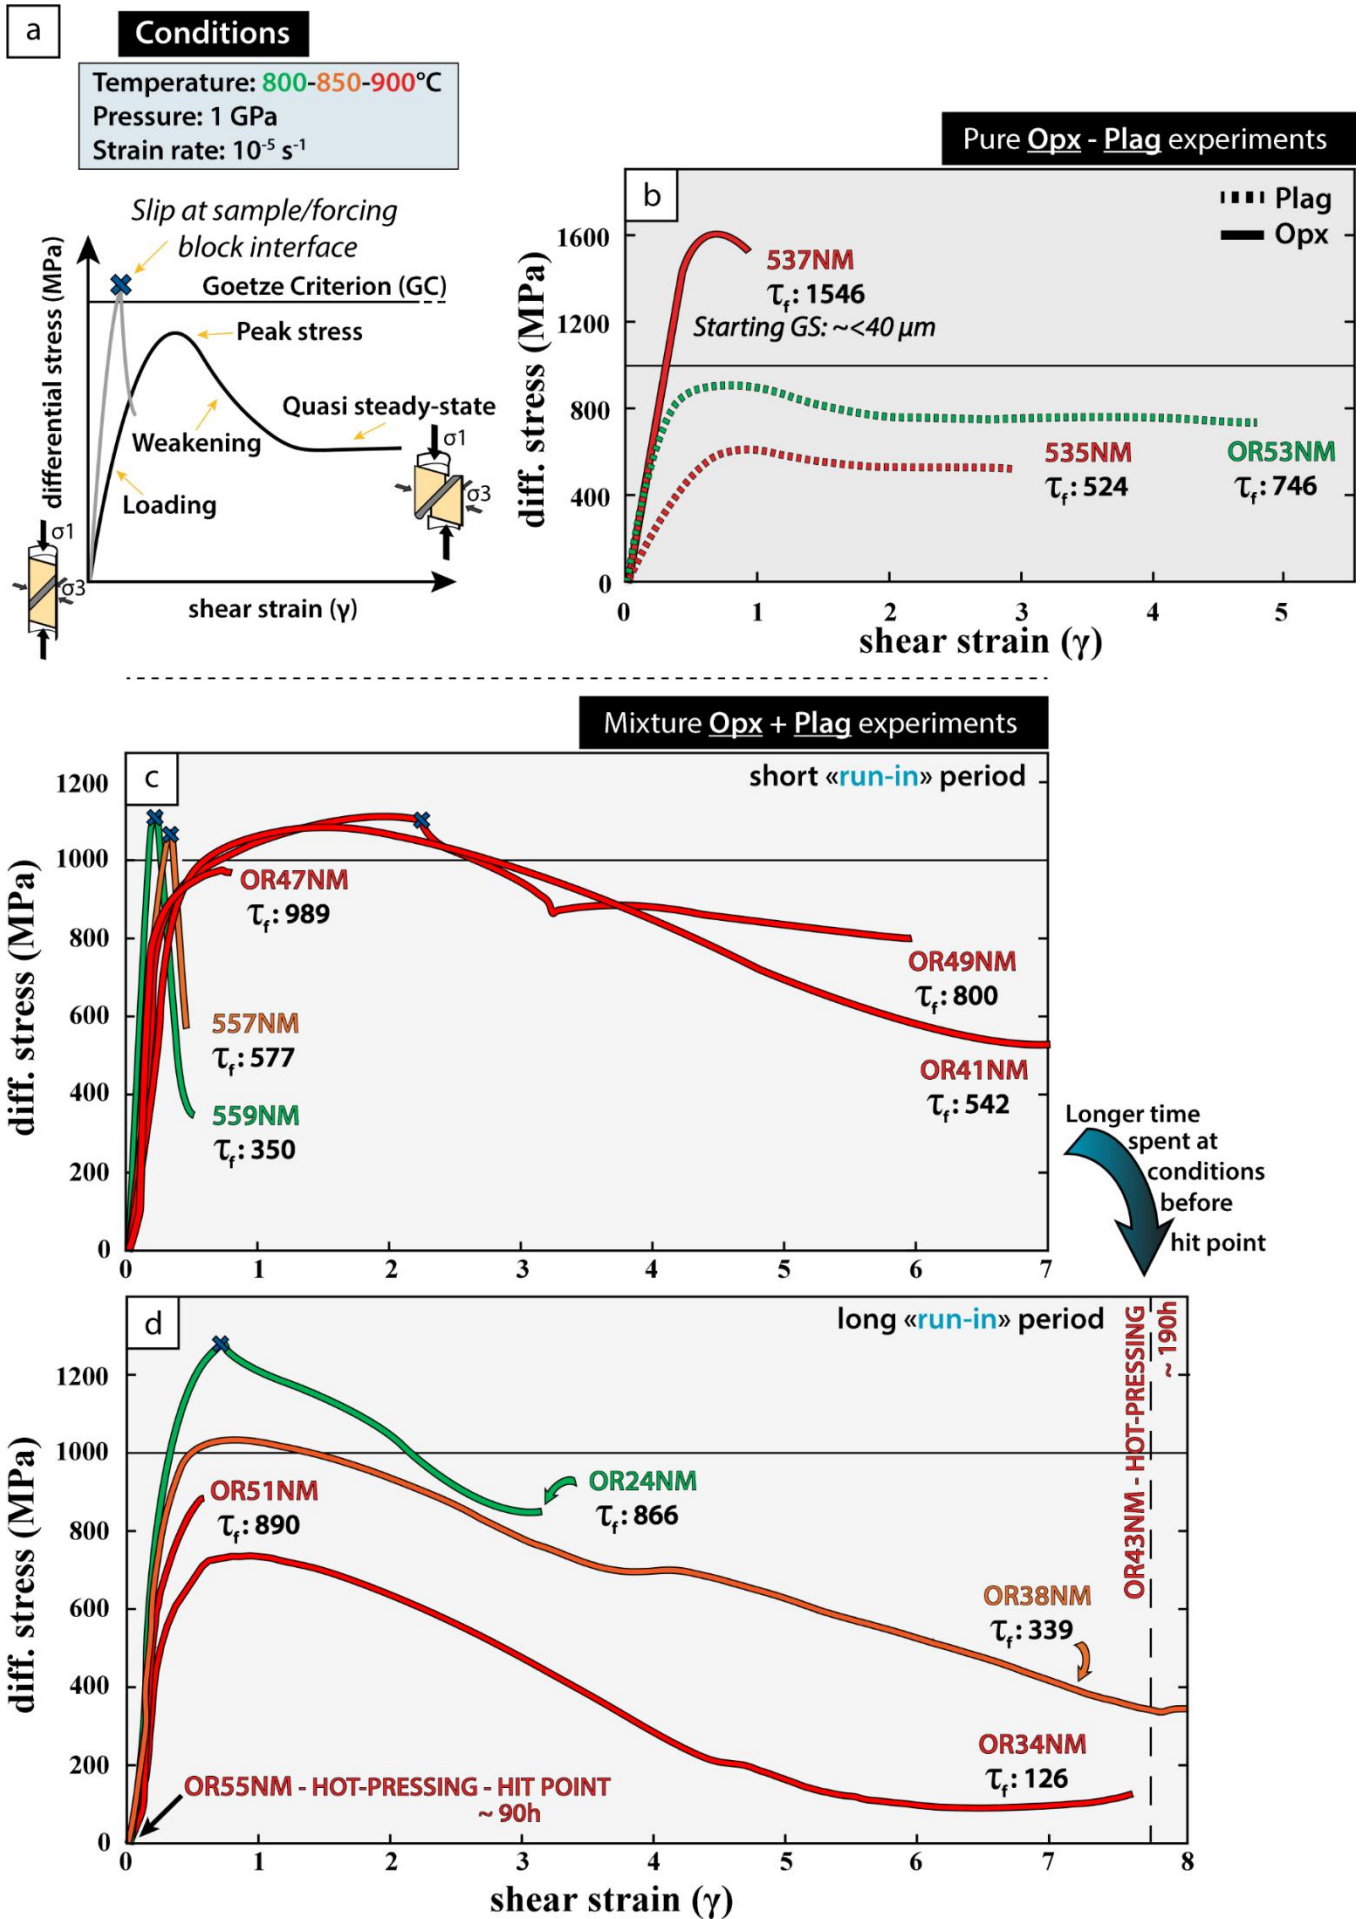 a
Conditions
Temperature: 800-850-900°C
Pressure: 1 GPa
Strain rate: 10⁻⁵ s⁻¹
Slip at sample/forcing
block interface
Goetze Criterion (GC)
Peak stress
Quasi steady-state
Weakening
Loading
σ1
σ3
σ1
σ3
differential stress (MPa)
shear strain (γ)
Pure Opx - Plag experiments
b
Plag
Opx
1600
1200
800
400
0
diff. stress (MPa)
537NM
τf: 1546
Starting GS: ~<40 µm
535NM
τf: 524
OR53NM
τf: 746
0 1 2 3 4 5
shear strain (γ)
Mixture Opx + Plag experiments
c
short «run-in» period
1200
1000
800
600
400
200
0
diff. stress (MPa)
OR47NM
τf: 989
557NM
τf: 577
559NM
τf: 350
OR49NM
τf: 800
OR41NM
τf: 542
0 1 2 3 4 5 6 7
Longer time
spent at
conditions
before
hit point
d
long «run-in» period
1200
1000
800
600
400
200
0
diff. stress (MPa)
OR51NM
τf: 890
OR24NM
τf: 866
OR38NM
τf: 339
OR34NM
τf: 126
OR55NM - HOT-PRESSING - HIT POINT
~ 90h
OR43NM - HOT-PRESSING
~ 190h
0 1 2 3 4 5 6 7 8
shear strain (γ)